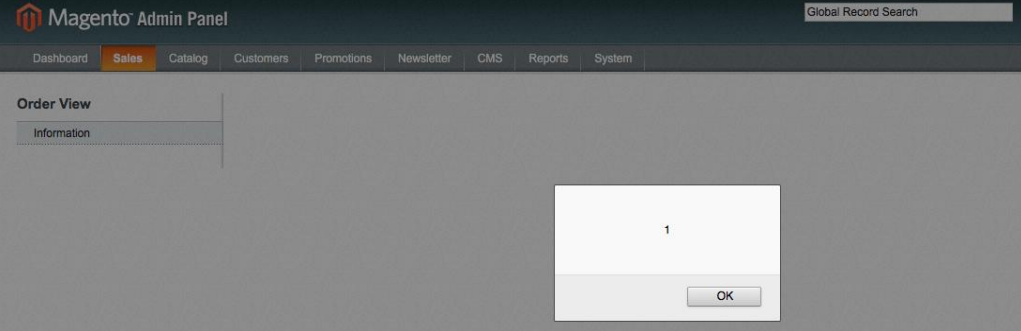 Magento Admin Panel
Global Record Search
Dashboard Sales Catalog Customers Promotions Newsletter CMS Reports System
Order View
Information
1
OK